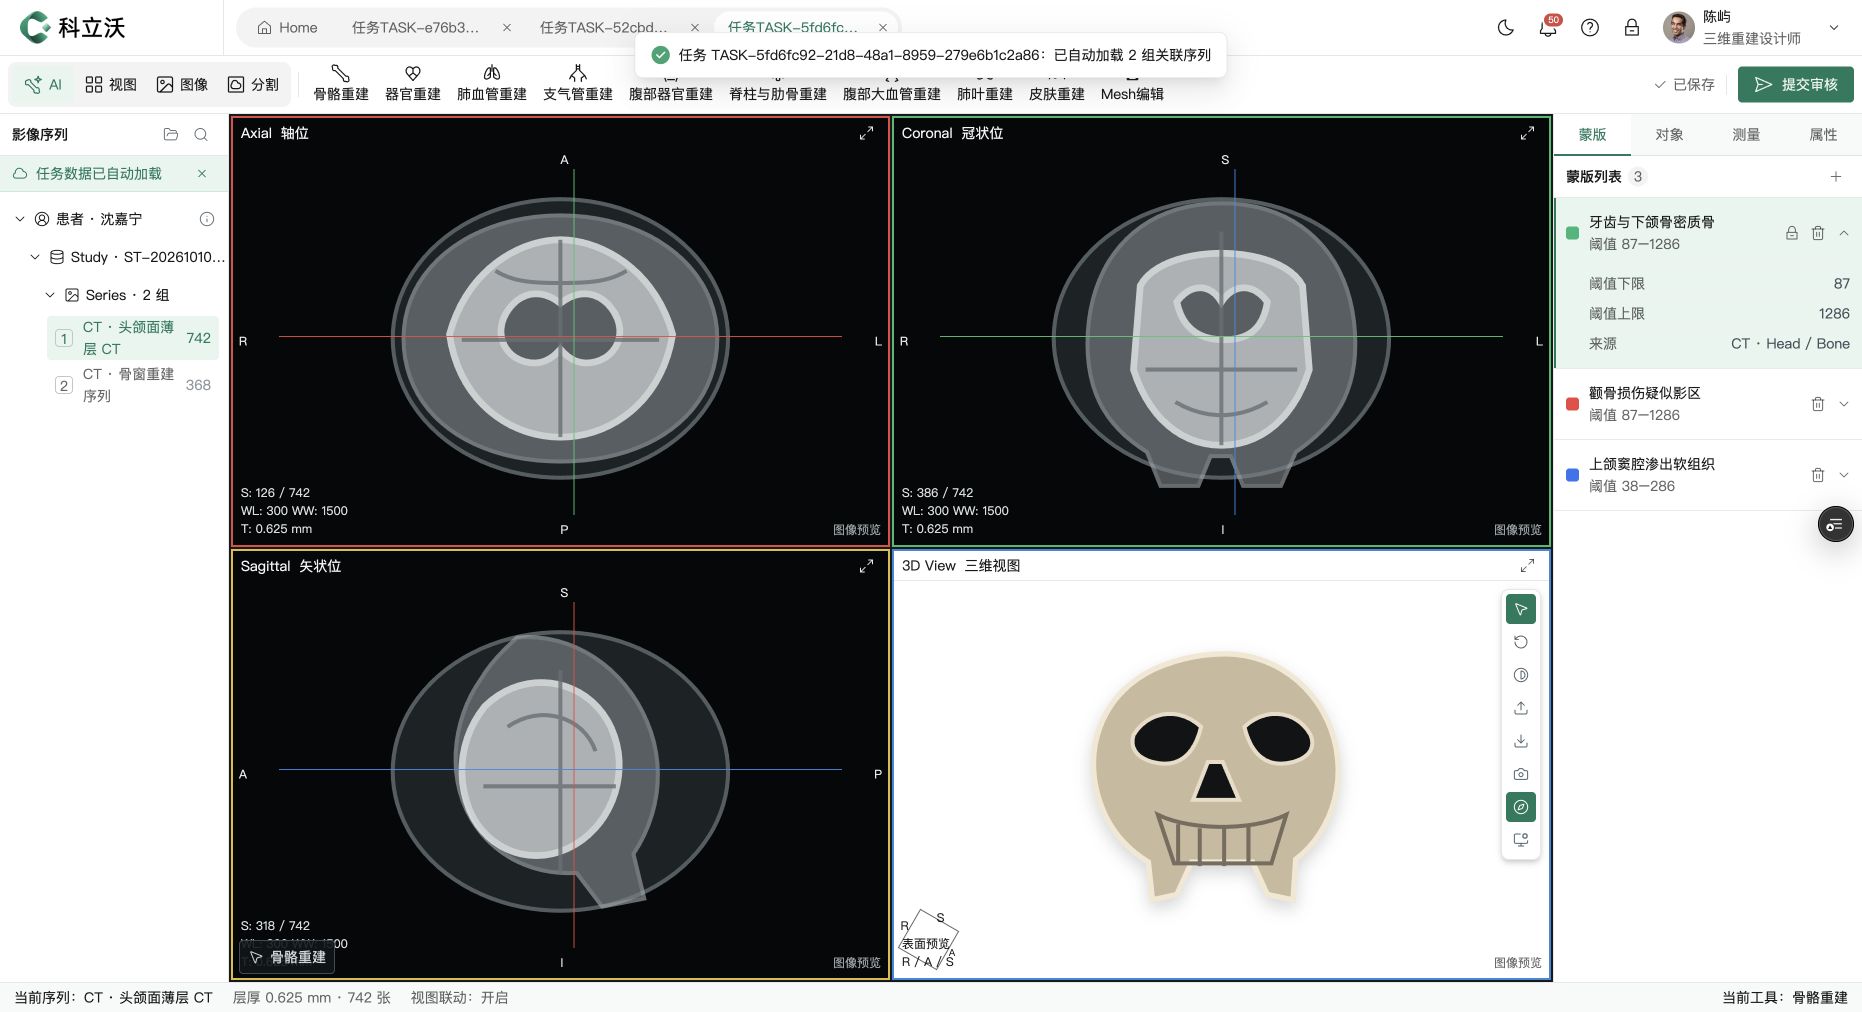 科立沃
Home
任务TASK-e76b3...
任务TASK-52cbd...
任务TASK-5fd6fc...
50
陈屿
三维重建设计师
任务 TASK-5fd6fc92-21d8-48a1-8959-279e6b1c2a86：已自动加载 2 组关联序列
AI
视图
图像
分割
骨骼重建
器官重建
肺血管重建
支气管重建
腹部器官重建
脊柱与肋骨重建
腹部大血管重建
肺叶重建
皮肤重建
Mesh编辑
已保存
提交审核
影像序列
任务数据已自动加载
患者 · 沈嘉宁
Study · ST-20261010...
Series · 2 组
1
CT · 头颌面薄
层 CT
742
2
CT · 骨窗重建
序列
368
Axial 轴位
A
R
L
P
S: 126 / 742
WL: 300 WW: 1500
T: 0.625 mm
图像预览
Coronal 冠状位
S
R
L
I
S: 386 / 742
WL: 300 WW: 1500
T: 0.625 mm
图像预览
Sagittal 矢状位
S
A
P
I
S: 318 / 742
WL: 300 WW: 1500
骨骼重建
图像预览
3D View 三维视图
R
S
A
表面预览
R / A / S
图像预览
蒙版
对象
测量
属性
蒙版列表 3
牙齿与下颌骨密质骨
阈值 87—1286
阈值下限 87
阈值上限 1286
来源 CT · Head / Bone
颧骨损伤疑似影区
阈值 87—1286
上颌窦腔渗出软组织
阈值 38—286
当前序列：CT · 头颌面薄层 CT
层厚 0.625 mm · 742 张
视图联动：开启
当前工具：骨骼重建